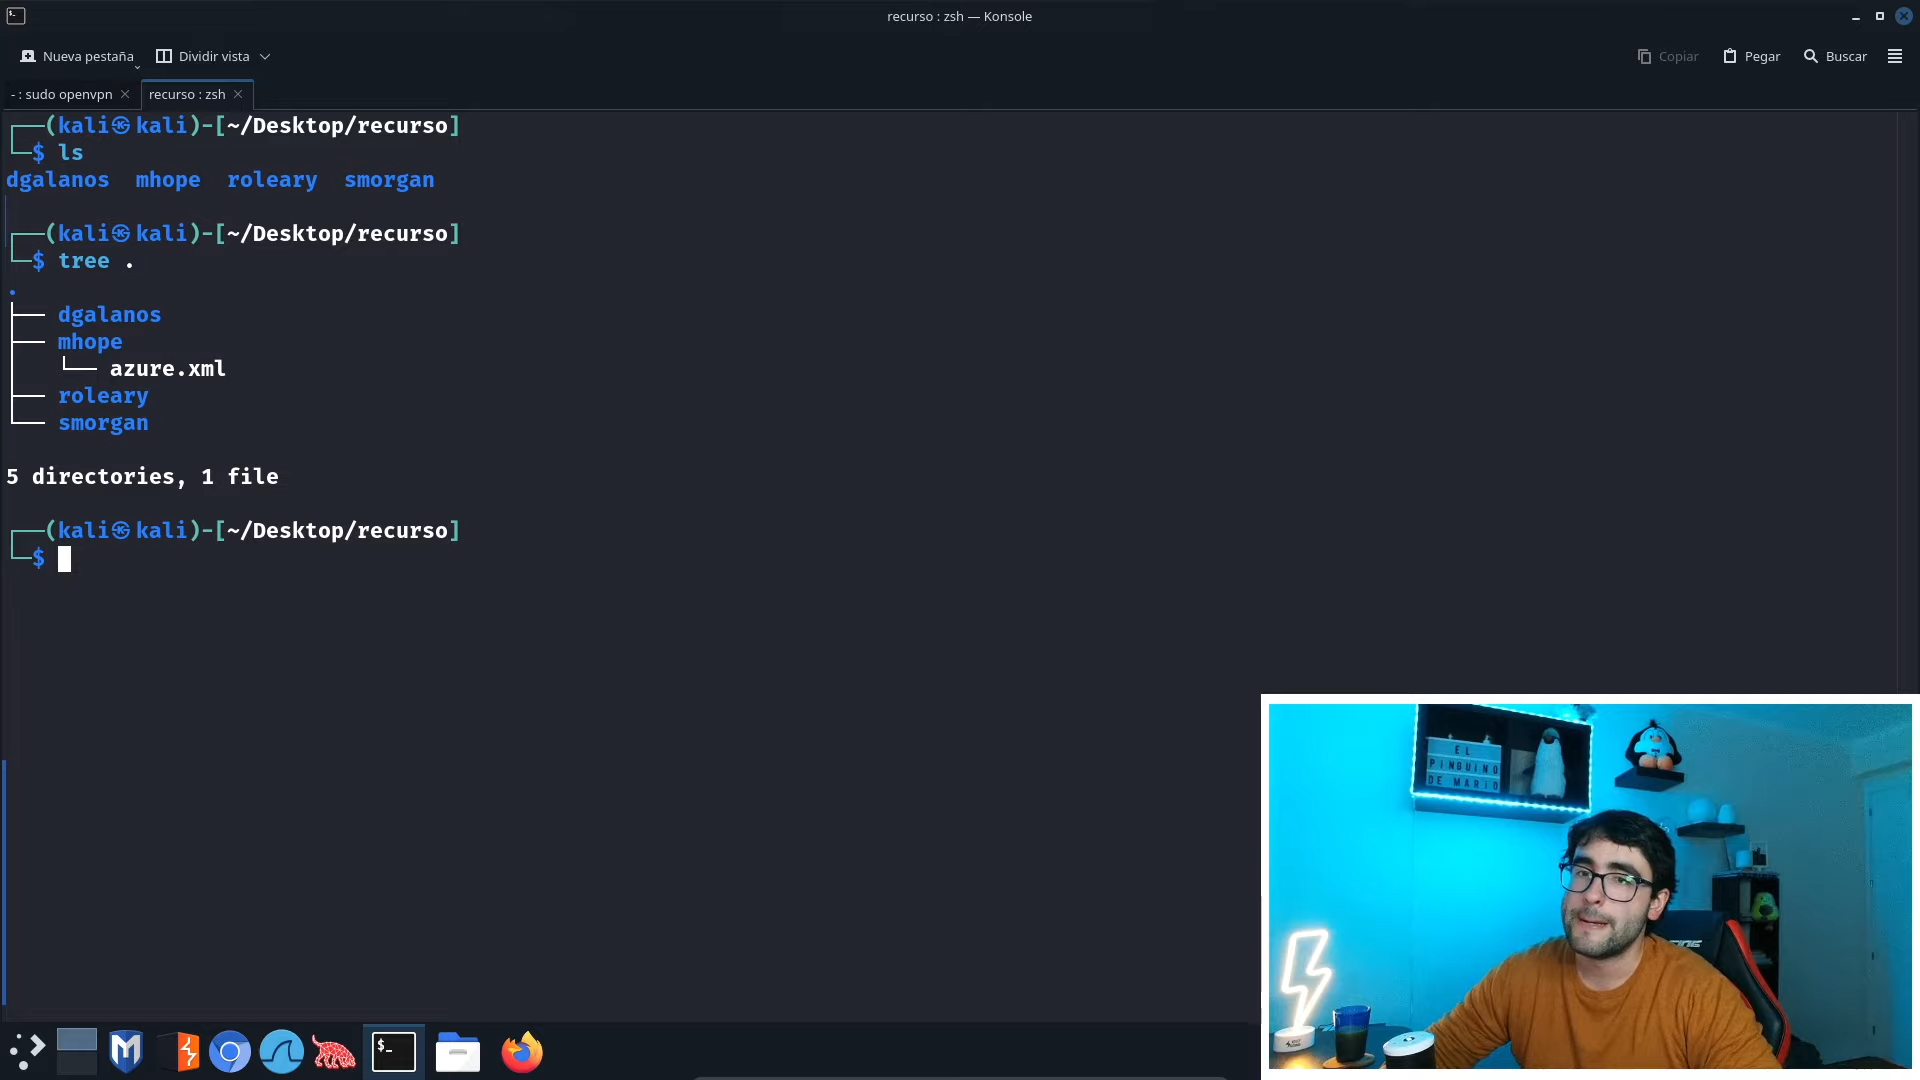 recurso : zsh — Konsole
Nueva pestaña
Dividir vista
Copiar
Pegar
Buscar
- : sudo openvpn
recurso : zsh
┌──(kali㉿kali)-[~/Desktop/recurso]
└─$ ls
dgalanos  mhope  roleary  smorgan
┌──(kali㉿kali)-[~/Desktop/recurso]
└─$ tree .
.
├── dgalanos
├── mhope
│   └── azure.xml
├── roleary
└── smorgan
5 directories, 1 file
┌──(kali㉿kali)-[~/Desktop/recurso]
└─$
EL
PINGUINO
DE MARIO